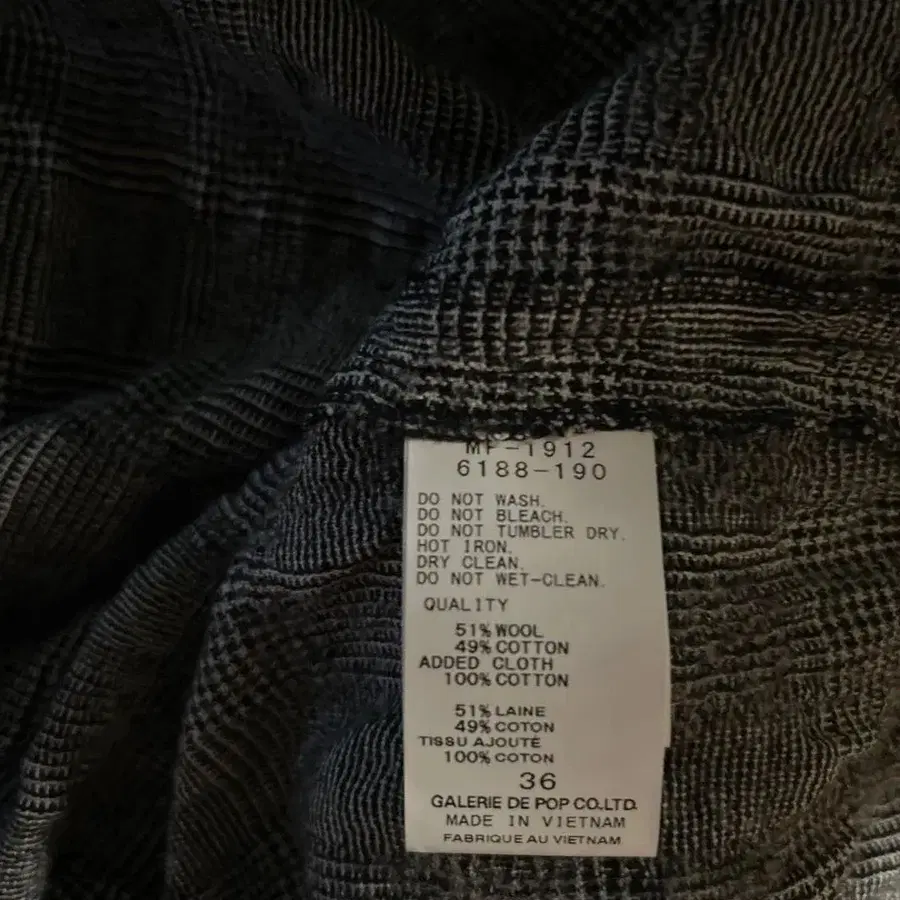 MF-1912
6188-190
DO NOT WASH.
DO NOT BLEACH.
DO NOT TUMBLER DRY.
HOT IRON.
DRY CLEAN.
DO NOT WET-CLEAN.
QUALITY
51% WOOL
49% COTTON
ADDED CLOTH
100% COTTON
51% LAINE
49% COTON
TISSU AJOUTÉ
100% COTON
36
GALERIE DE POP CO.LTD.
MADE IN VIETNAM
FABRIQUE AU VIETNAM